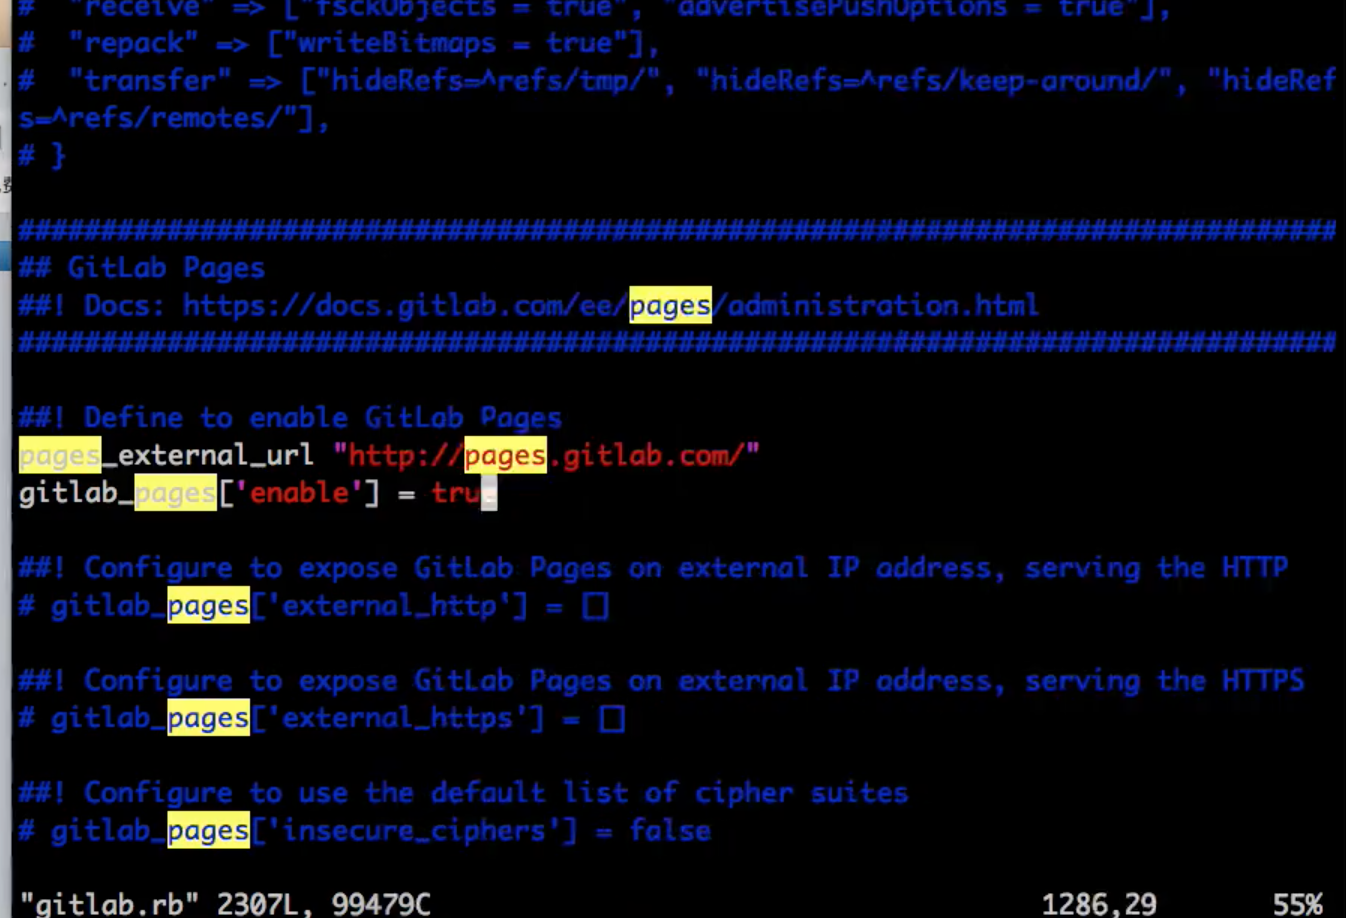 # "receive" => ["fsckObjects = true", "advertisePushOptions = true"],
#  "repack" => ["writeBitmaps = true"],
#  "transfer" => ["hideRefs=^refs/tmp/", "hideRefs=^refs/keep-around/", "hideRef
s=^refs/remotes/"],
# }
################################################################################
## GitLab Pages
##! Docs: https://docs.gitlab.com/ee/pages/administration.html
################################################################################
##! Define to enable GitLab Pages
pages_external_url "http://pages.gitlab.com/"
gitlab_pages['enable'] = true
##! Configure to expose GitLab Pages on external IP address, serving the HTTP
# gitlab_pages['external_http'] = []
##! Configure to expose GitLab Pages on external IP address, serving the HTTPS
# gitlab_pages['external_https'] = []
##! Configure to use the default list of cipher suites
# gitlab_pages['insecure_ciphers'] = false
"gitlab.rb" 2307L, 99479C 1286,29 55%